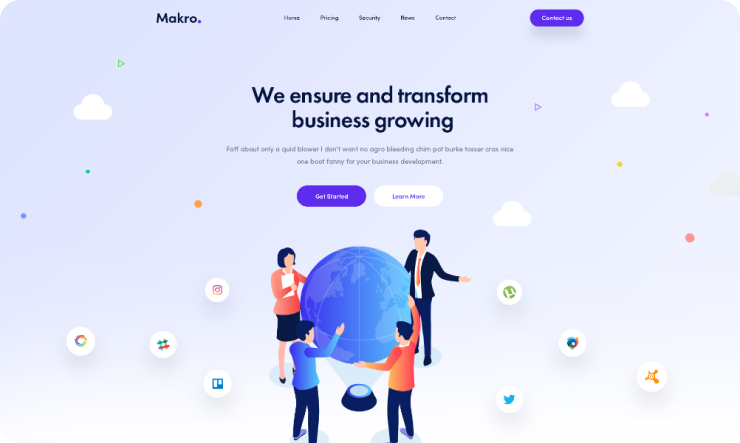 Makro.
Home
Pricing
Security
News
Contact
Contact us
We ensure and transform
business growing
Faff about only a quid blower I don't want no agro bleeding chim pot burke tosser cras nice
one boot fanny for your business development.
Get Started
Learn More